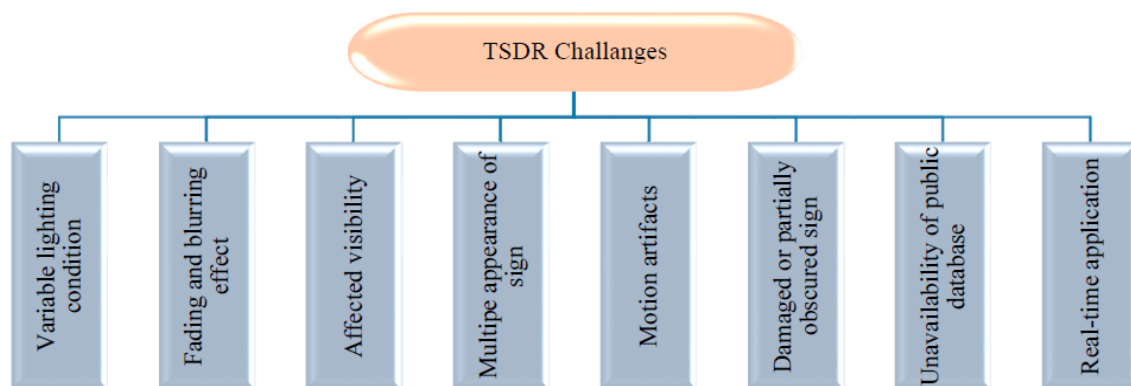 TSDR Challanges
Variable lighting
condition
Fading and blurring
effect
Affected visibility
Multipe appearance of
sign
Motion artifacts
Damaged or partially
obscured sign
Unavailability of public
database
Real-time application